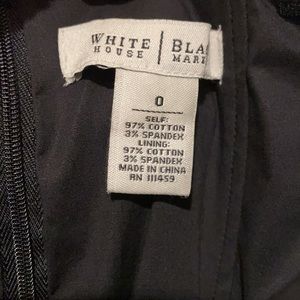 WHITE HOUSE | BLA
MAR
0
SELF:
97% COTTON
3% SPANDEX
LINING:
97% COTTON
3% SPANDEX
MADE IN CHINA
RN 111459